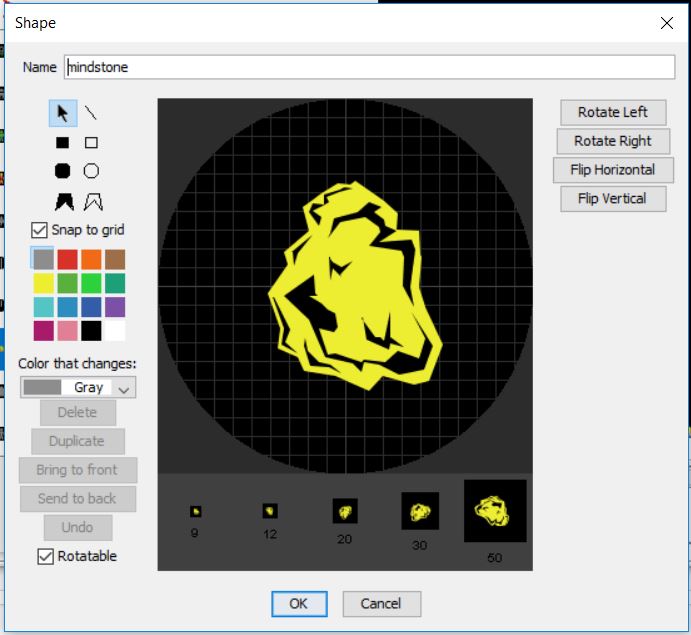 Shape
Name mindstone
Snap to grid
Color that changes:
Gray
Delete
Duplicate
Bring to front
Send to back
Undo
Rotatable
Rotate Left
Rotate Right
Flip Horizontal
Flip Vertical
9 12 20 30 50
OK Cancel